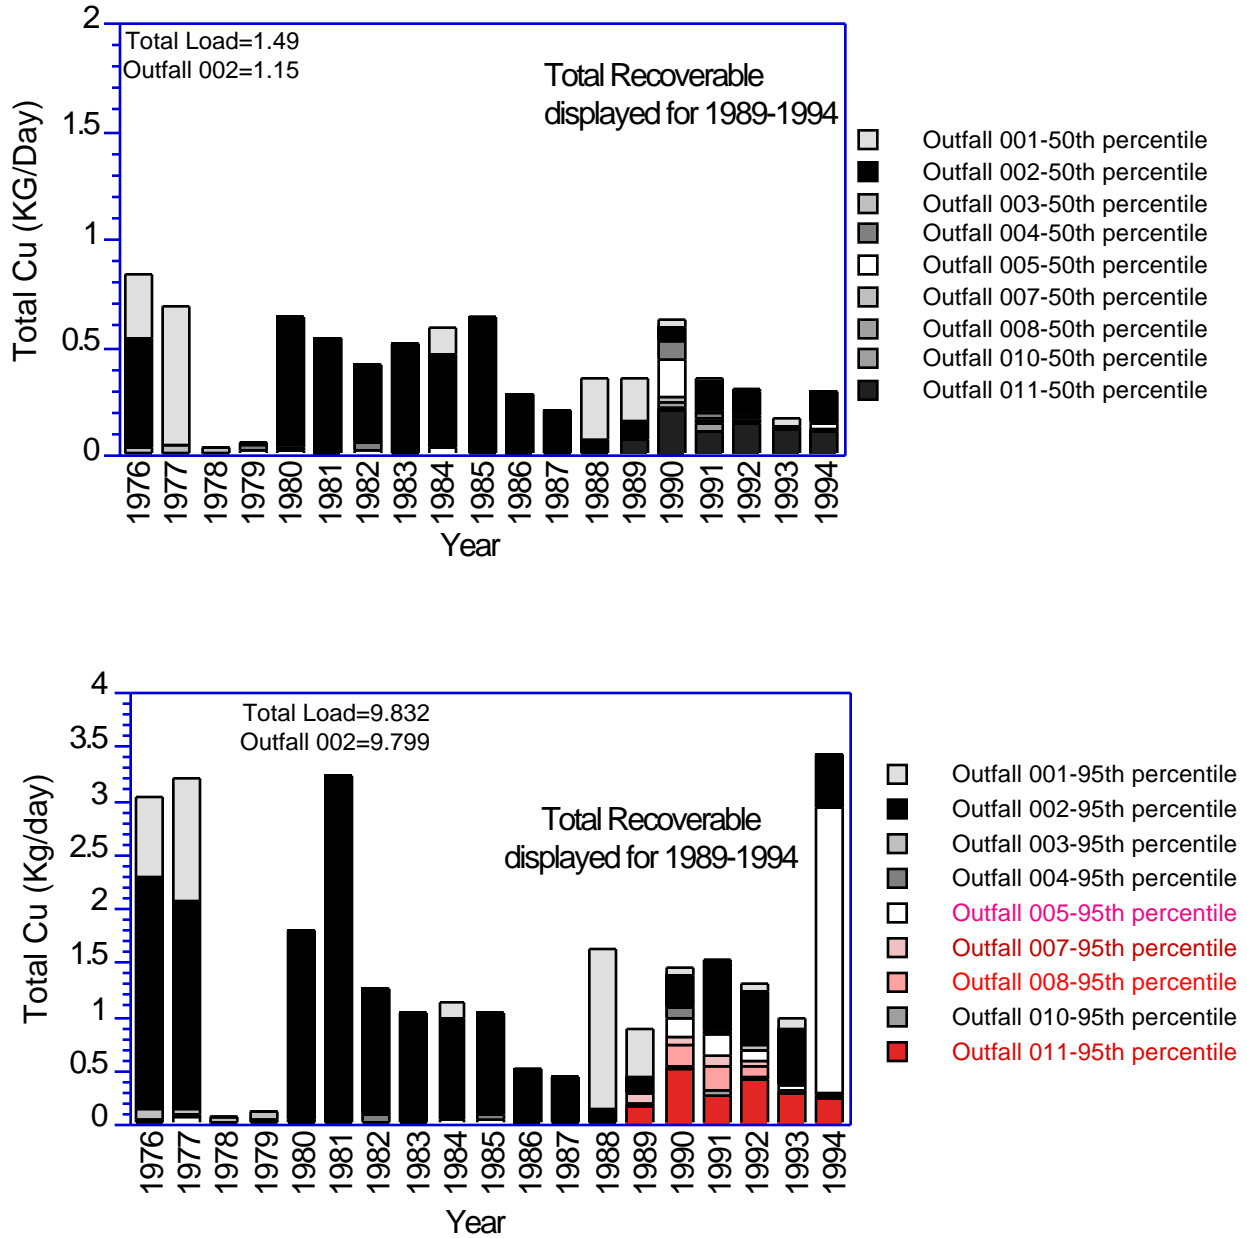 2
1.5
1
0.5
0
Total Cu (KG/Day)
Total Load=1.49
Outfall 002=1.15
Total Recoverable
displayed for 1989-1994
1976 1977 1978 1979 1980 1981 1982 1983 1984 1985 1986 1987 1988 1989 1990 1991 1992 1993 1994
Year
Outfall 001-50th percentile
Outfall 002-50th percentile
Outfall 003-50th percentile
Outfall 004-50th percentile
Outfall 005-50th percentile
Outfall 007-50th percentile
Outfall 008-50th percentile
Outfall 010-50th percentile
Outfall 011-50th percentile
4
3.5
3
2.5
2
1.5
1
0.5
0
Total Cu (Kg/day)
Total Load=9.832
Outfall 002=9.799
Total Recoverable
displayed for 1989-1994
1976 1977 1978 1979 1980 1981 1982 1983 1984 1985 1986 1987 1988 1989 1990 1991 1992 1993 1994
Year
Outfall 001-95th percentile
Outfall 002-95th percentile
Outfall 003-95th percentile
Outfall 004-95th percentile
Outfall 005-95th percentile
Outfall 007-95th percentile
Outfall 008-95th percentile
Outfall 010-95th percentile
Outfall 011-95th percentile